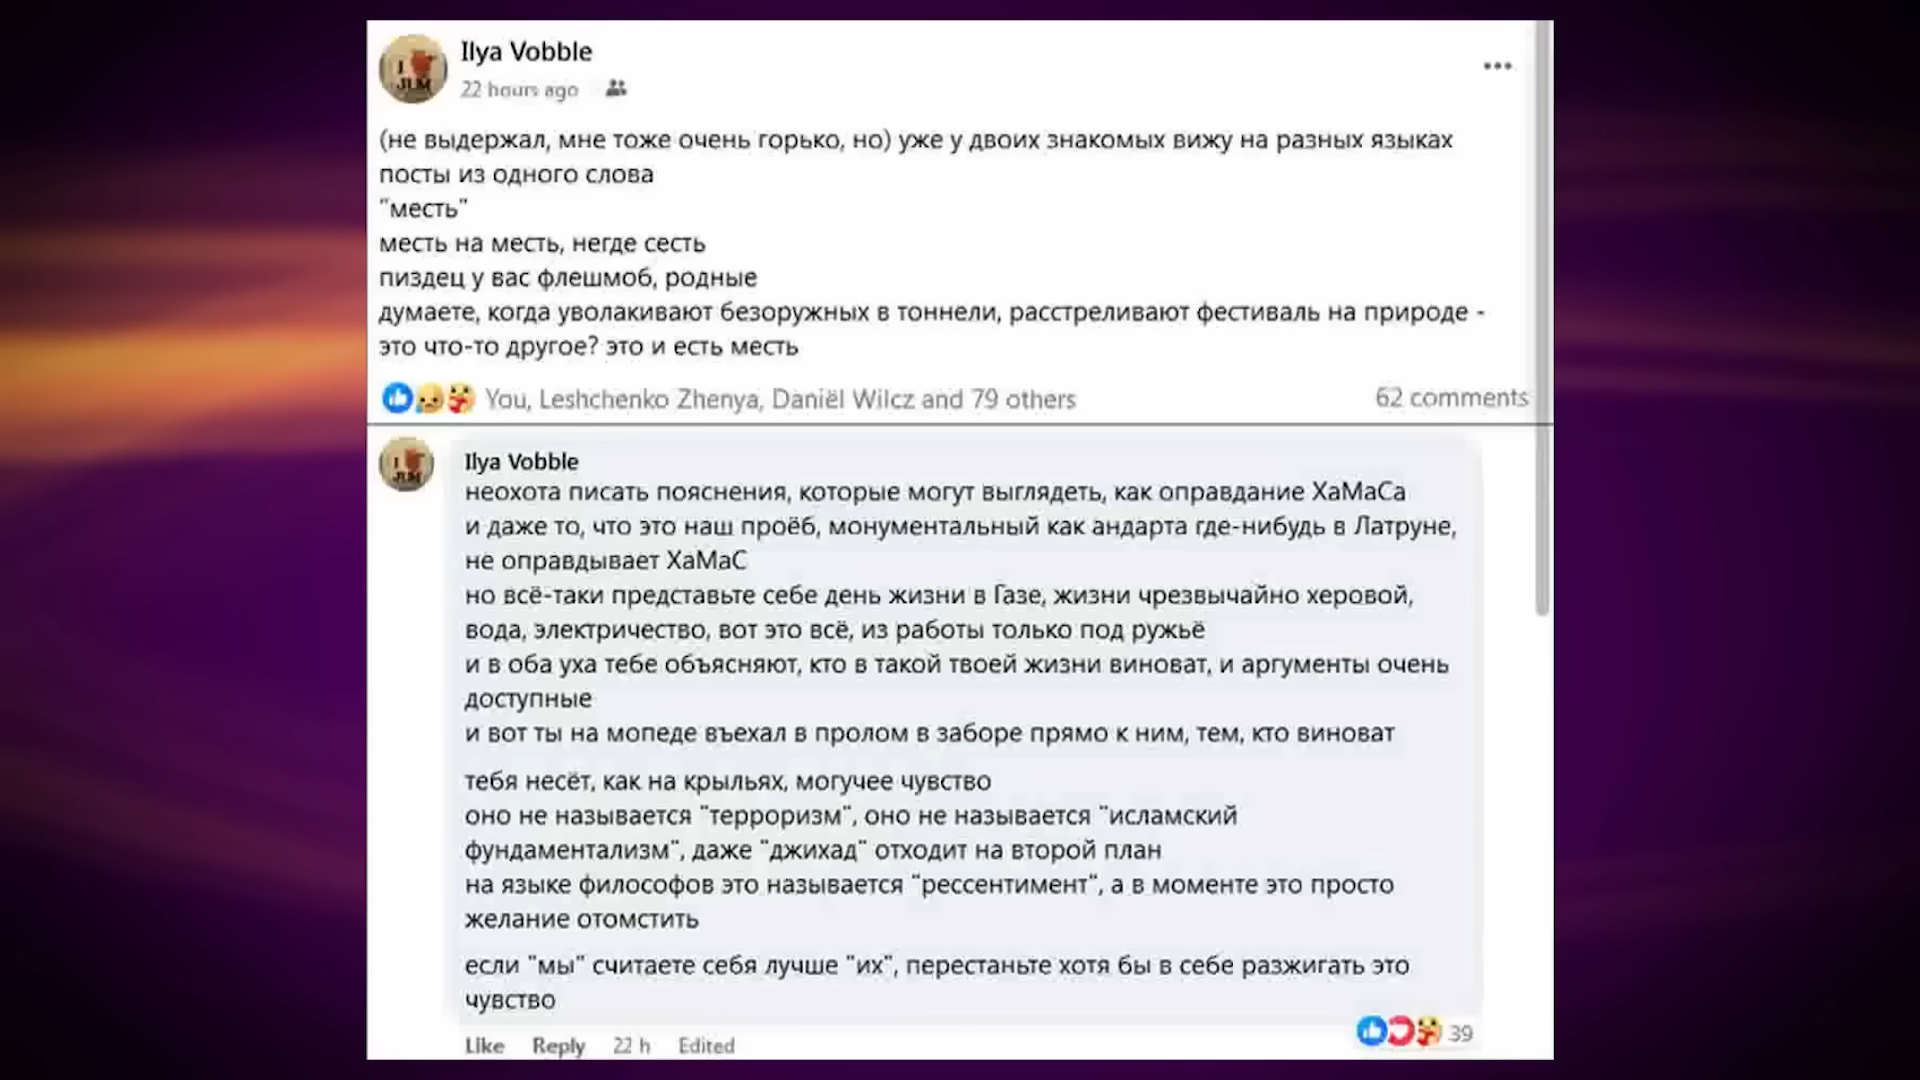 Ilya Vobble
22 hours ago
(не выдержал, мне тоже очень горько, но) уже у двоих знакомых вижу на разных языках
посты из одного слова
"месть"
месть на месть, негде сесть
пиздец у вас флешмоб, родные
думаете, когда уволакивают безоружных в тоннели, расстреливают фестиваль на природе -
это что-то другое? это и есть месть
You, Leshchenko Zhenya, Daniël Wilcz and 79 others
62 comments
Ilya Vobble
неохота писать пояснения, которые могут выглядеть, как оправдание ХаМаСа
и даже то, что это наш проёб, монументальный как андарта где-нибудь в Латруне,
не оправдывает ХаМаС
но всё-таки представьте себе день жизни в Газе, жизни чрезвычайно херовой,
вода, электричество, вот это всё, из работы только под ружьё
и в оба уха тебе объясняют, кто в такой твоей жизни виноват, и аргументы очень
доступные
и вот ты на мопеде въехал в пролом в заборе прямо к ним, тем, кто виноват
тебя несёт, как на крыльях, могучее чувство
оно не называется "терроризм", оно не называется "исламский
фундаментализм", даже "джихад" отходит на второй план
на языке философов это называется "рессентимент", а в моменте это просто
желание отомстить
если "мы" считаете себя лучше "их", перестаньте хотя бы в себе разжигать это
чувство
Like Reply 22 h Edited
39